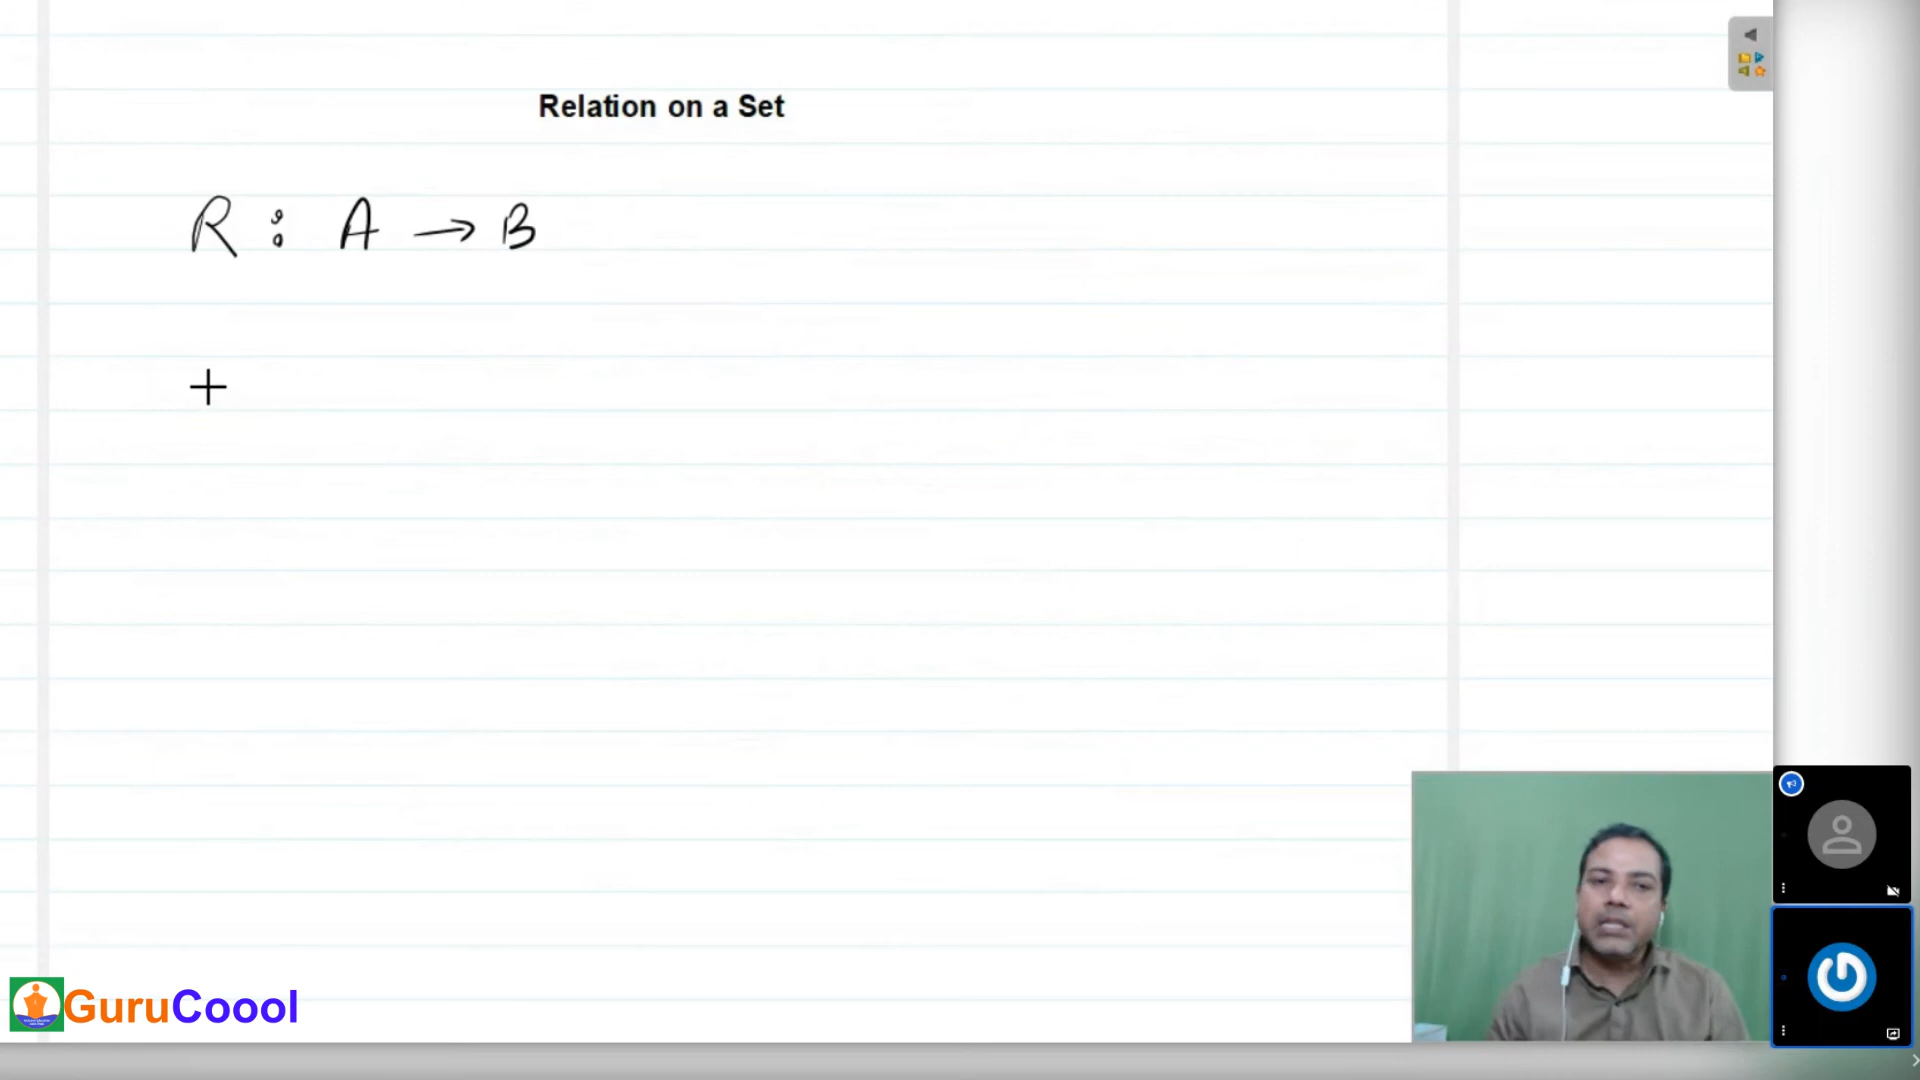 Relation on a Set
R : A → B
GuruCoool